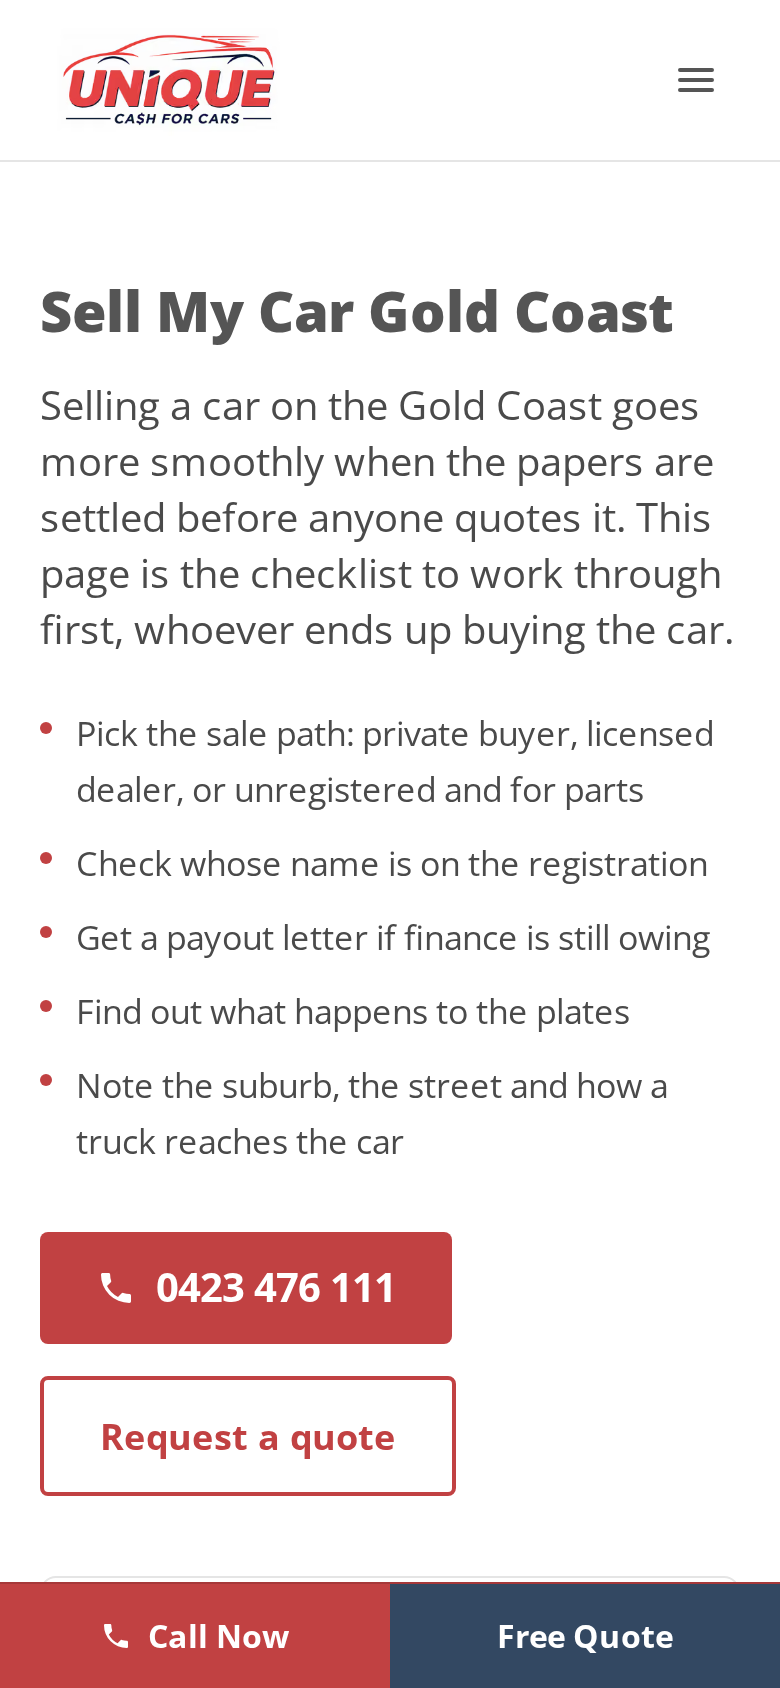 UNIQUE
CA$H FOR CARS
Sell My Car Gold Coast
Selling a car on the Gold Coast goes
more smoothly when the papers are
settled before anyone quotes it. This
page is the checklist to work through
first, whoever ends up buying the car.
Pick the sale path: private buyer, licensed
dealer, or unregistered and for parts
Check whose name is on the registration
Get a payout letter if finance is still owing
Find out what happens to the plates
Note the suburb, the street and how a
truck reaches the car
0423 476 111
Request a quote
Call Now
Free Quote